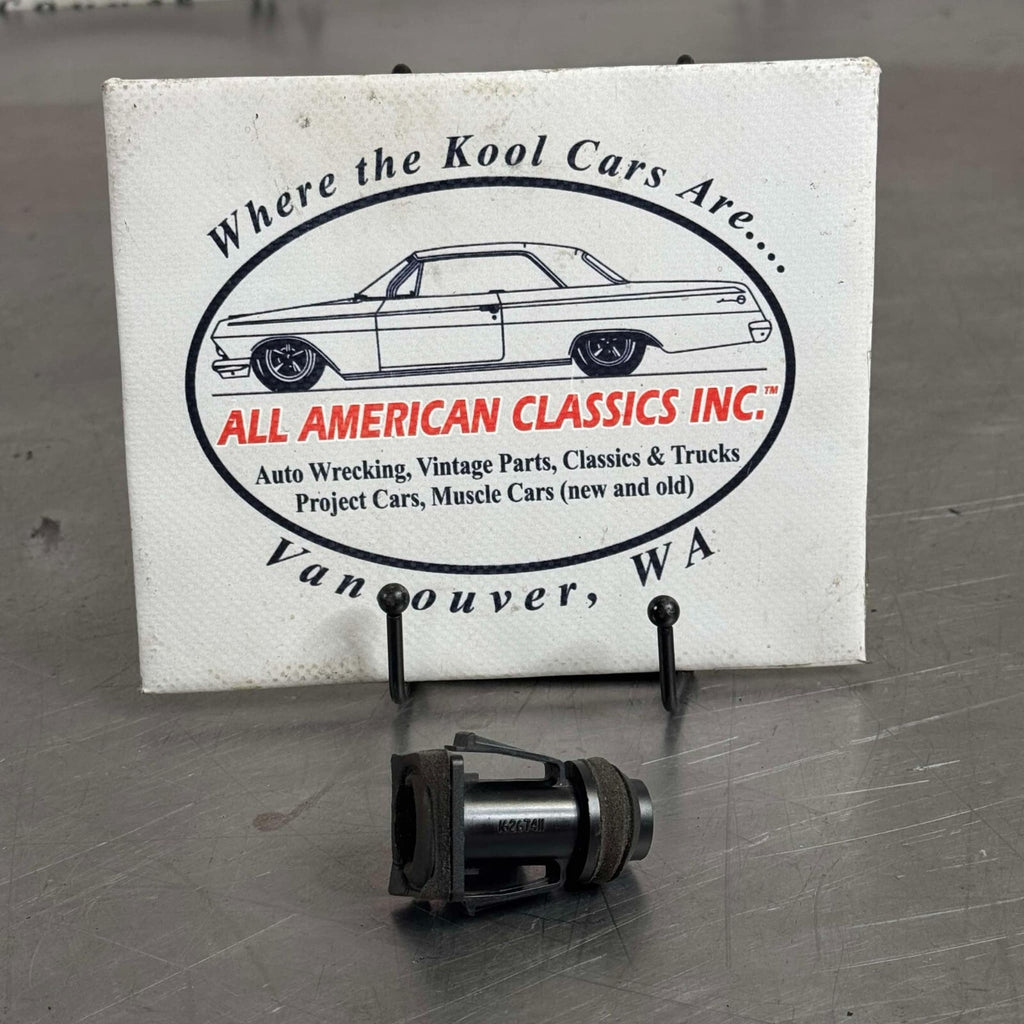 Where the Kool Cars Are....
ALL AMERICAN CLASSICS INC.™
Auto Wrecking, Vintage Parts, Classics & Trucks
Project Cars, Muscle Cars (new and old)
Vancouver, WA